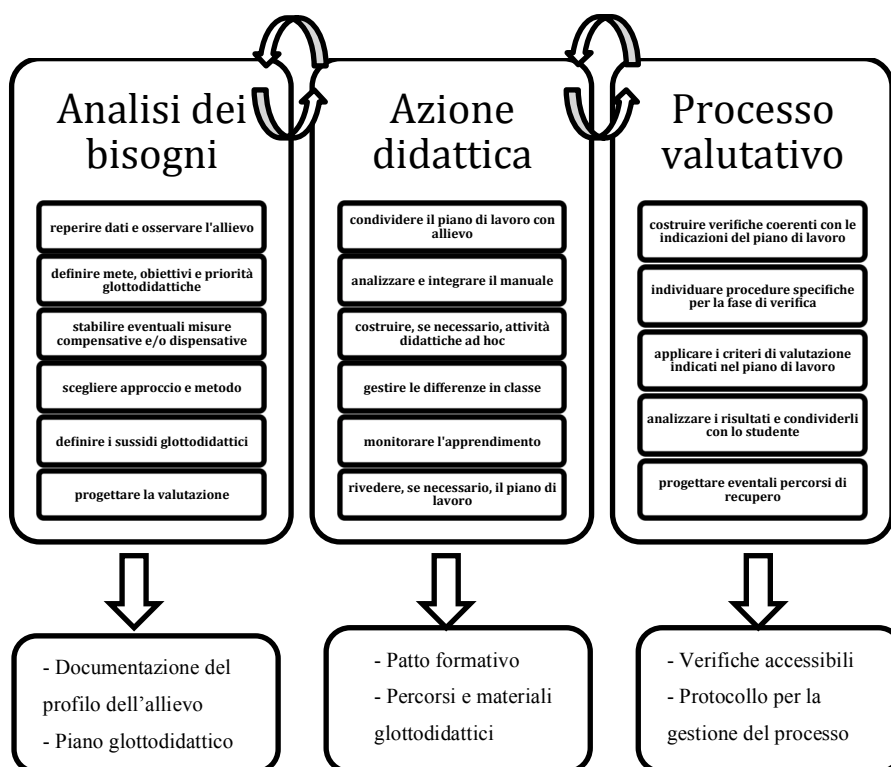 Analisi dei
bisogni
reperire dati e osservare l'allievo
definire mete, obiettivi e priorità
glottodidattiche
stabilire eventuali misure
compensative e/o dispensative
scegliere approccio e metodo
definire i sussidi glottodidattici
progettare la valutazione
- Documentazione del
profilo dell’allievo
- Piano glottodidattico
Azione
didattica
condividere il piano di lavoro con
allievo
analizzare e integrare il manuale
costruire, se necessario, attività
didattiche ad hoc
gestire le differenze in classe
monitorare l'apprendimento
rivedere, se necessario, il piano di
lavoro
- Patto formativo
- Percorsi e materiali
glottodidattici
Processo
valutativo
costruire verifiche coerenti con le
indicazioni del piano di lavoro
individuare procedure specifiche
per la fase di verifica
applicare i criteri di valutazione
indicati nel piano di lavoro
analizzare i risultati e condividerli
con lo studente
progettare eventali percorsi di
recupero
- Verifiche accessibili
- Protocollo per la
gestione del processo